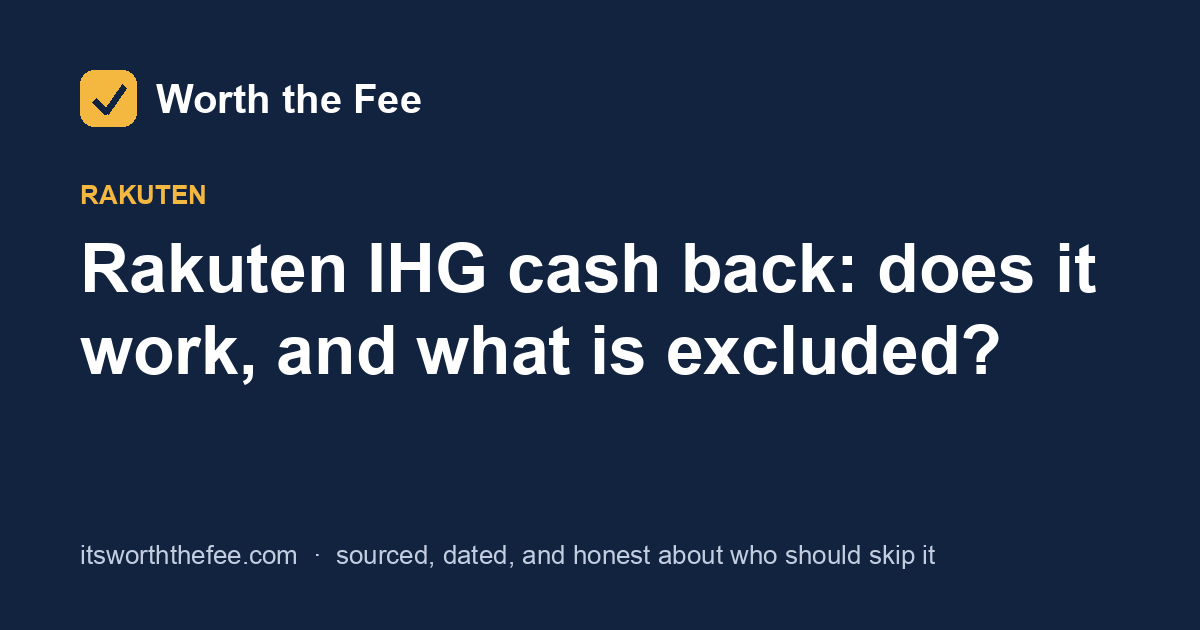 Worth the Fee
RAKUTEN
Rakuten IHG cash back: does it
work, and what is excluded?
itsworththefee.com · sourced, dated, and honest about who should skip it